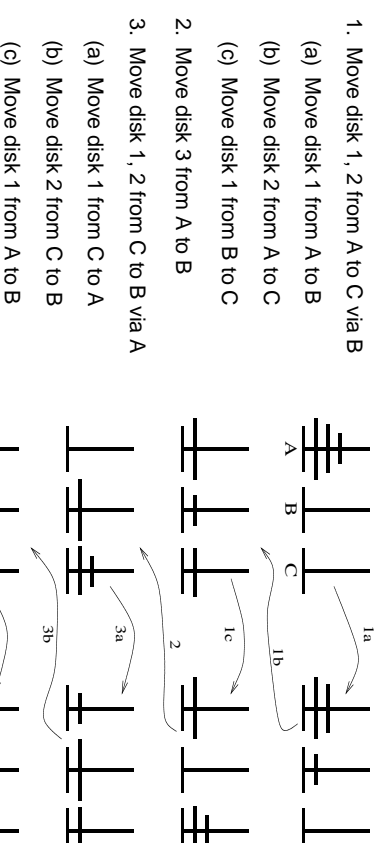 1. Move disk 1, 2 from A to C via B
(a) Move disk 1 from A to B
(b) Move disk 2 from A to C
(c) Move disk 1 from B to C
2. Move disk 3 from A to B
3. Move disk 1, 2 from C to B via A
(a) Move disk 1 from C to A
(b) Move disk 2 from C to B
(c) Move disk 1 from A to B
A B C
1a
1b
1c
2
3a
3b